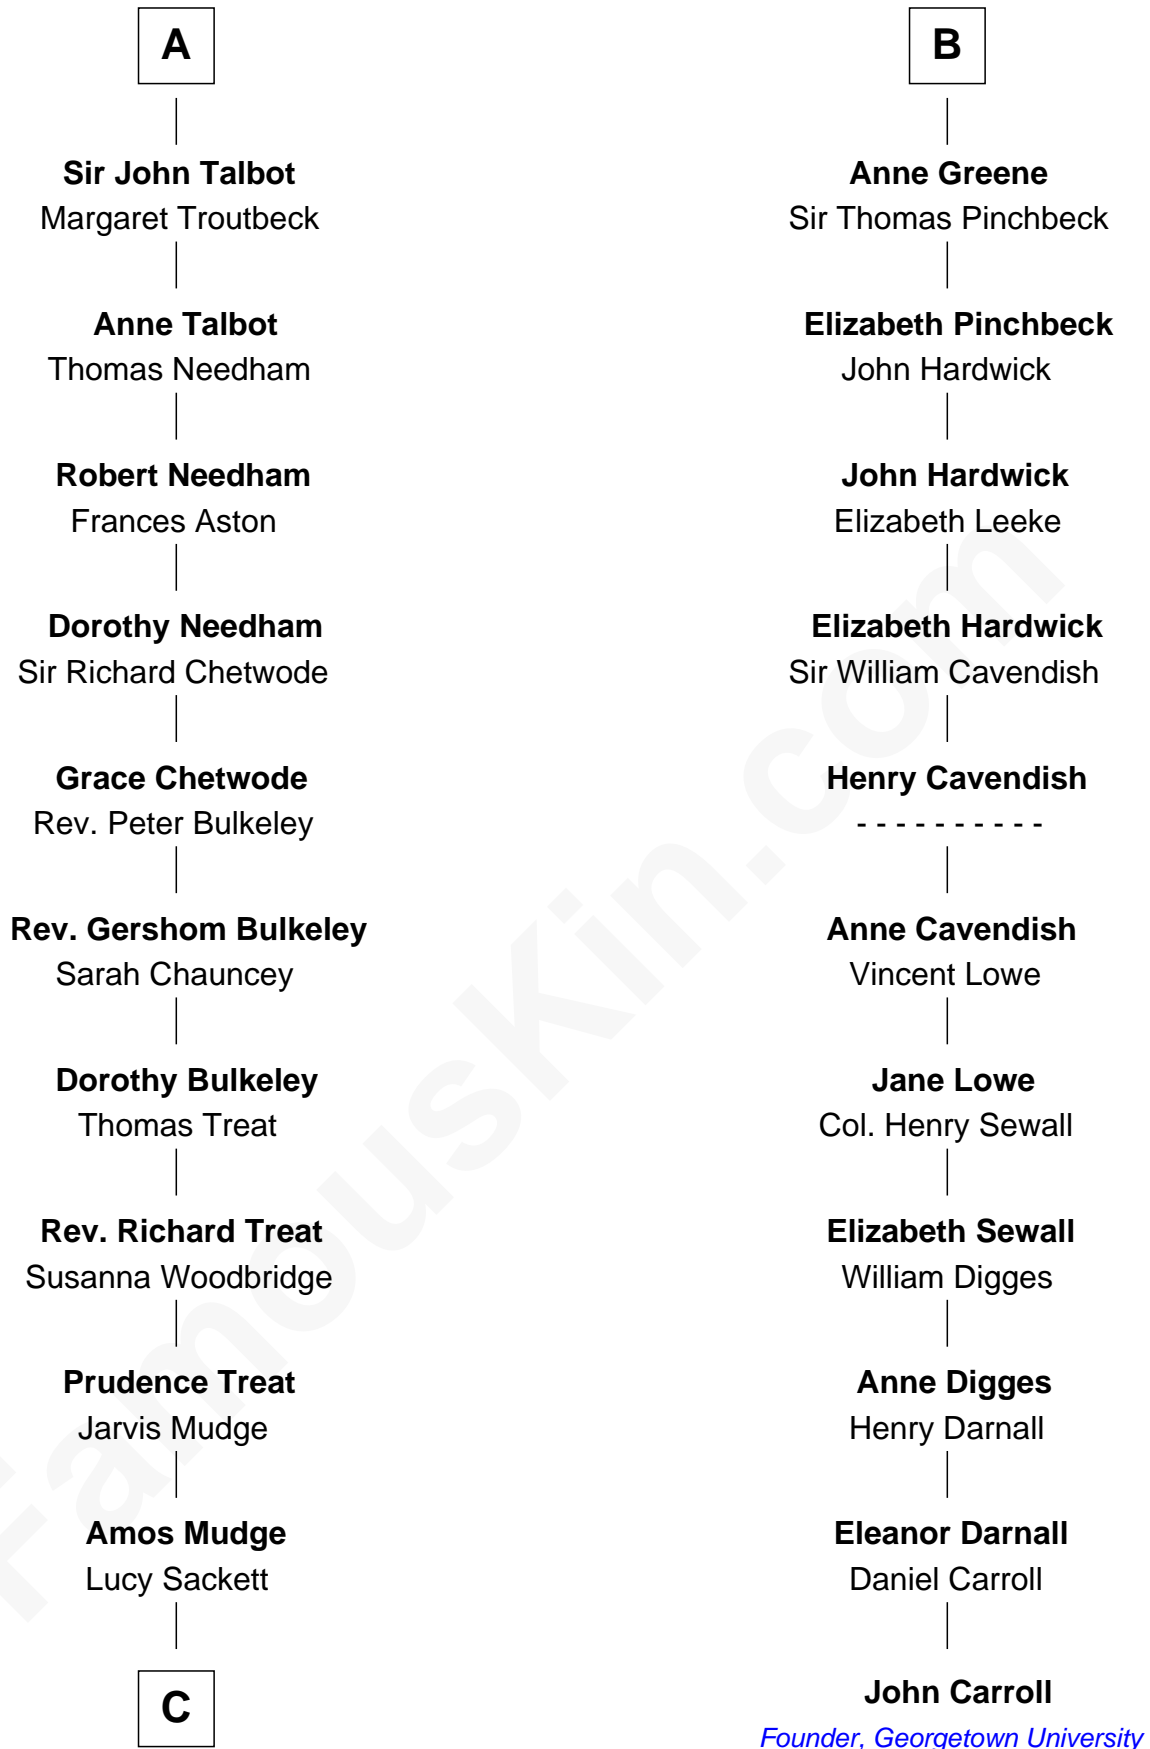 A
Sir John Talbot
Margaret Troutbeck
Anne Talbot
Thomas Needham
Robert Needham
Frances Aston
Dorothy Needham
Sir Richard Chetwode
Grace Chetwode
Rev. Peter Bulkeley
Rev. Gershom Bulkeley
Sarah Chauncey
Dorothy Bulkeley
Thomas Treat
Rev. Richard Treat
Susanna Woodbridge
Prudence Treat
Jarvis Mudge
Amos Mudge
Lucy Sackett
C
B
Anne Greene
Sir Thomas Pinchbeck
Elizabeth Pinchbeck
John Hardwick
John Hardwick
Elizabeth Leeke
Elizabeth Hardwick
Sir William Cavendish
Henry Cavendish
- - - - - - - - - -
Anne Cavendish
Vincent Lowe
Jane Lowe
Col. Henry Sewall
Elizabeth Sewall
William Digges
Anne Digges
Henry Darnall
Eleanor Darnall
Daniel Carroll
John Carroll
Founder, Georgetown University
FamousKin.com